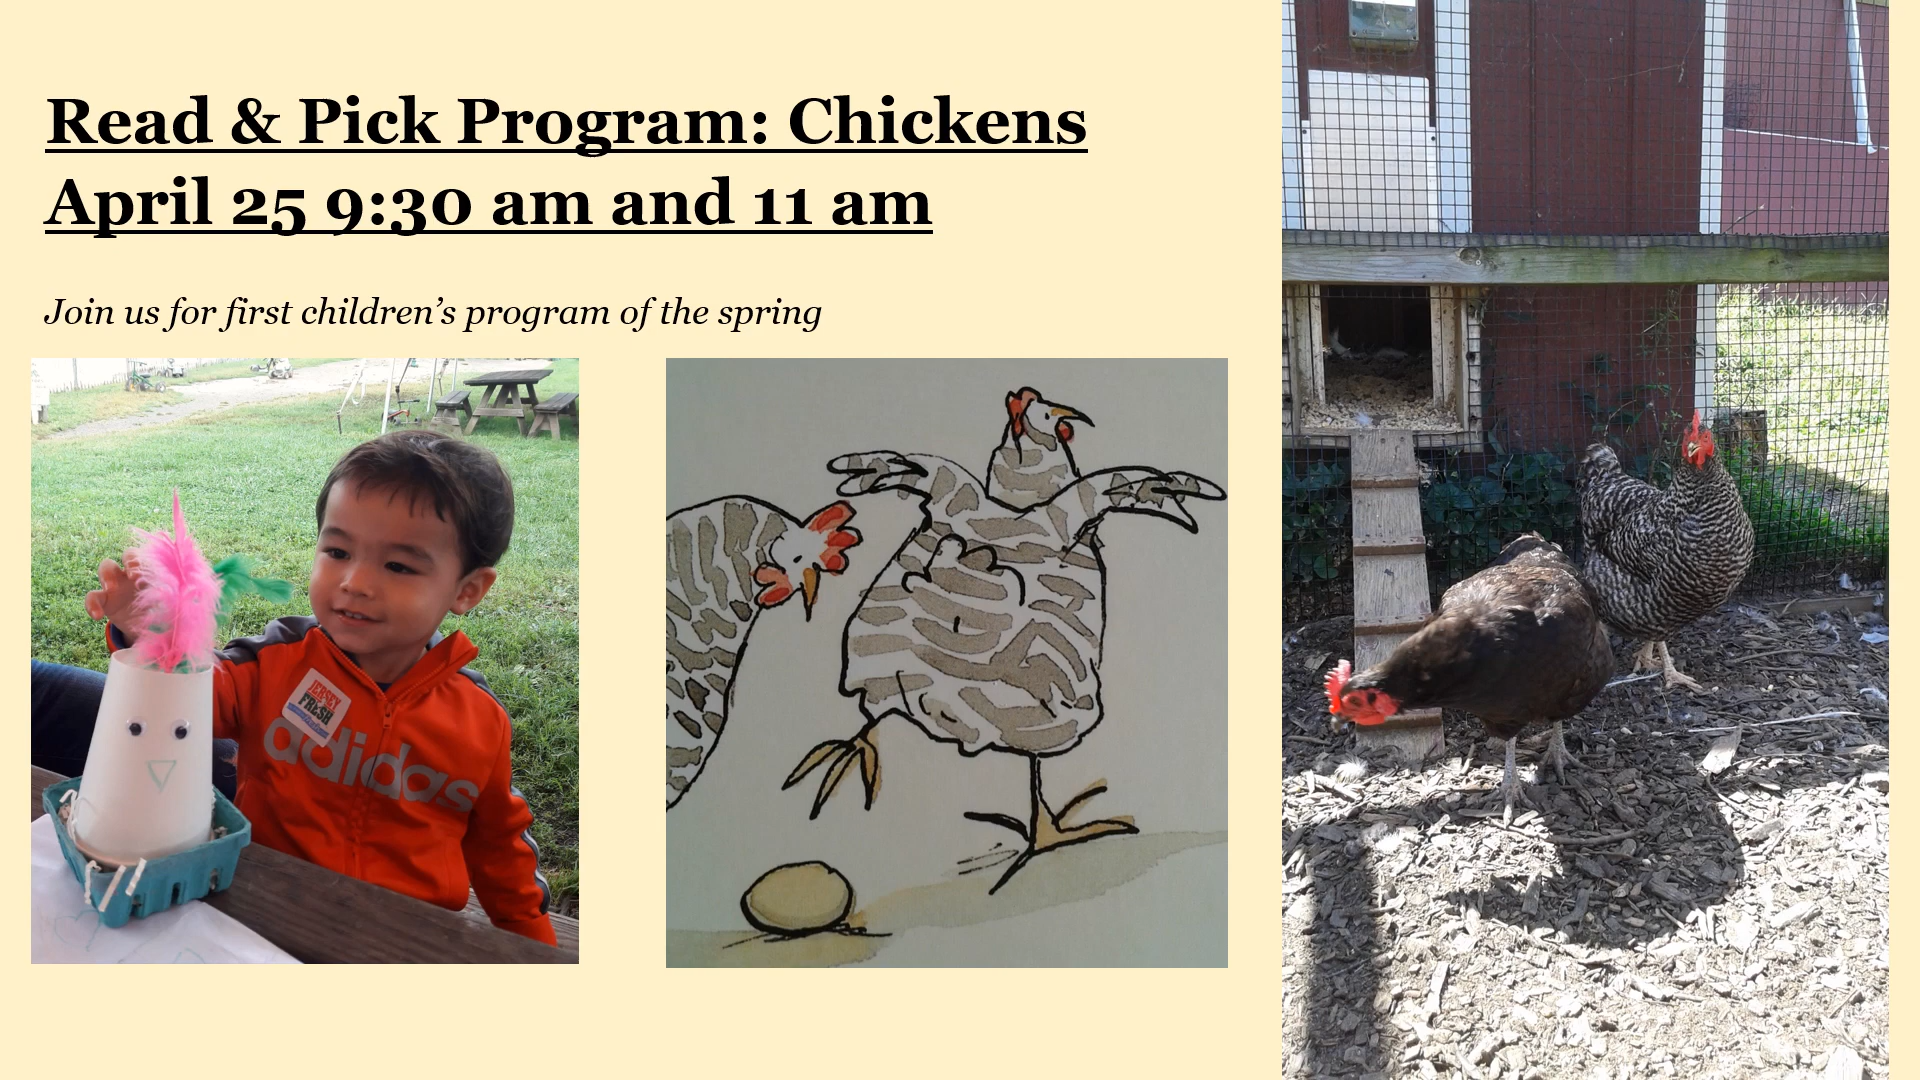 Read & Pick Program: Chickens
April 25 9:30 am and 11 am
Join us for first children’s program of the spring
JERSEY
FRESH
adidas